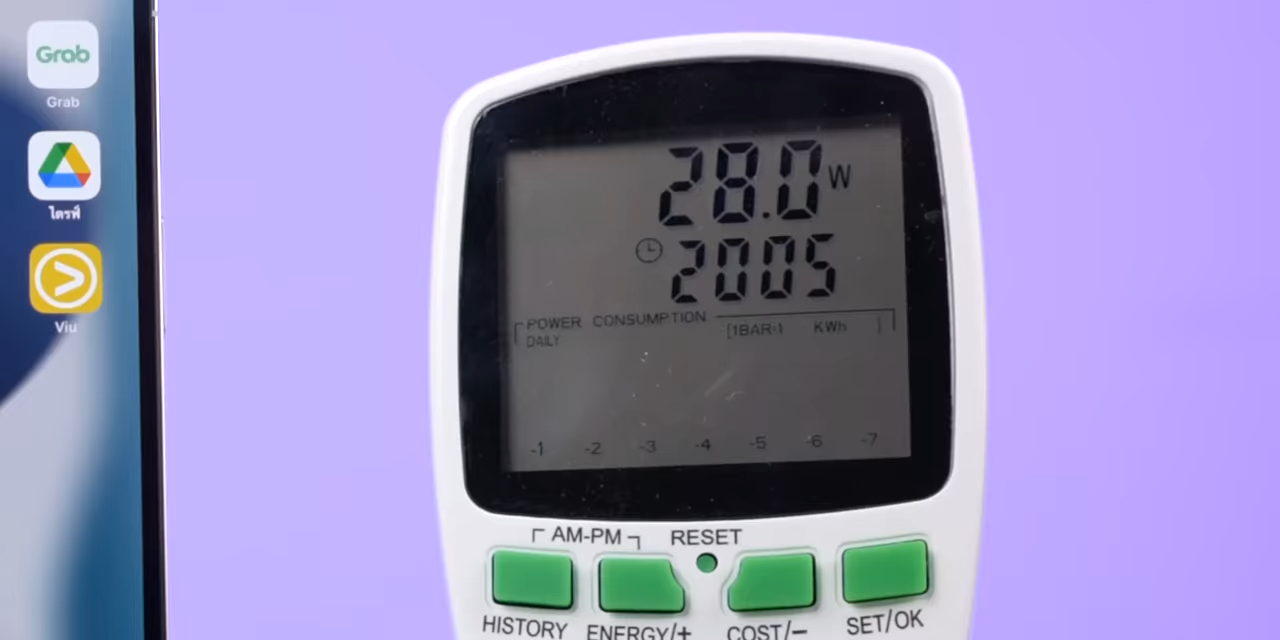 Grab
Grab
ไดรฟ์
Viu
28.0 W
2005
POWER CONSUMPTION
DAILY
[1BAR: KWh ]
-1 -2 -3 -4 -5 -6 -7
AM-PM RESET
HISTORY ENERGY/+ COST/− SET/OK